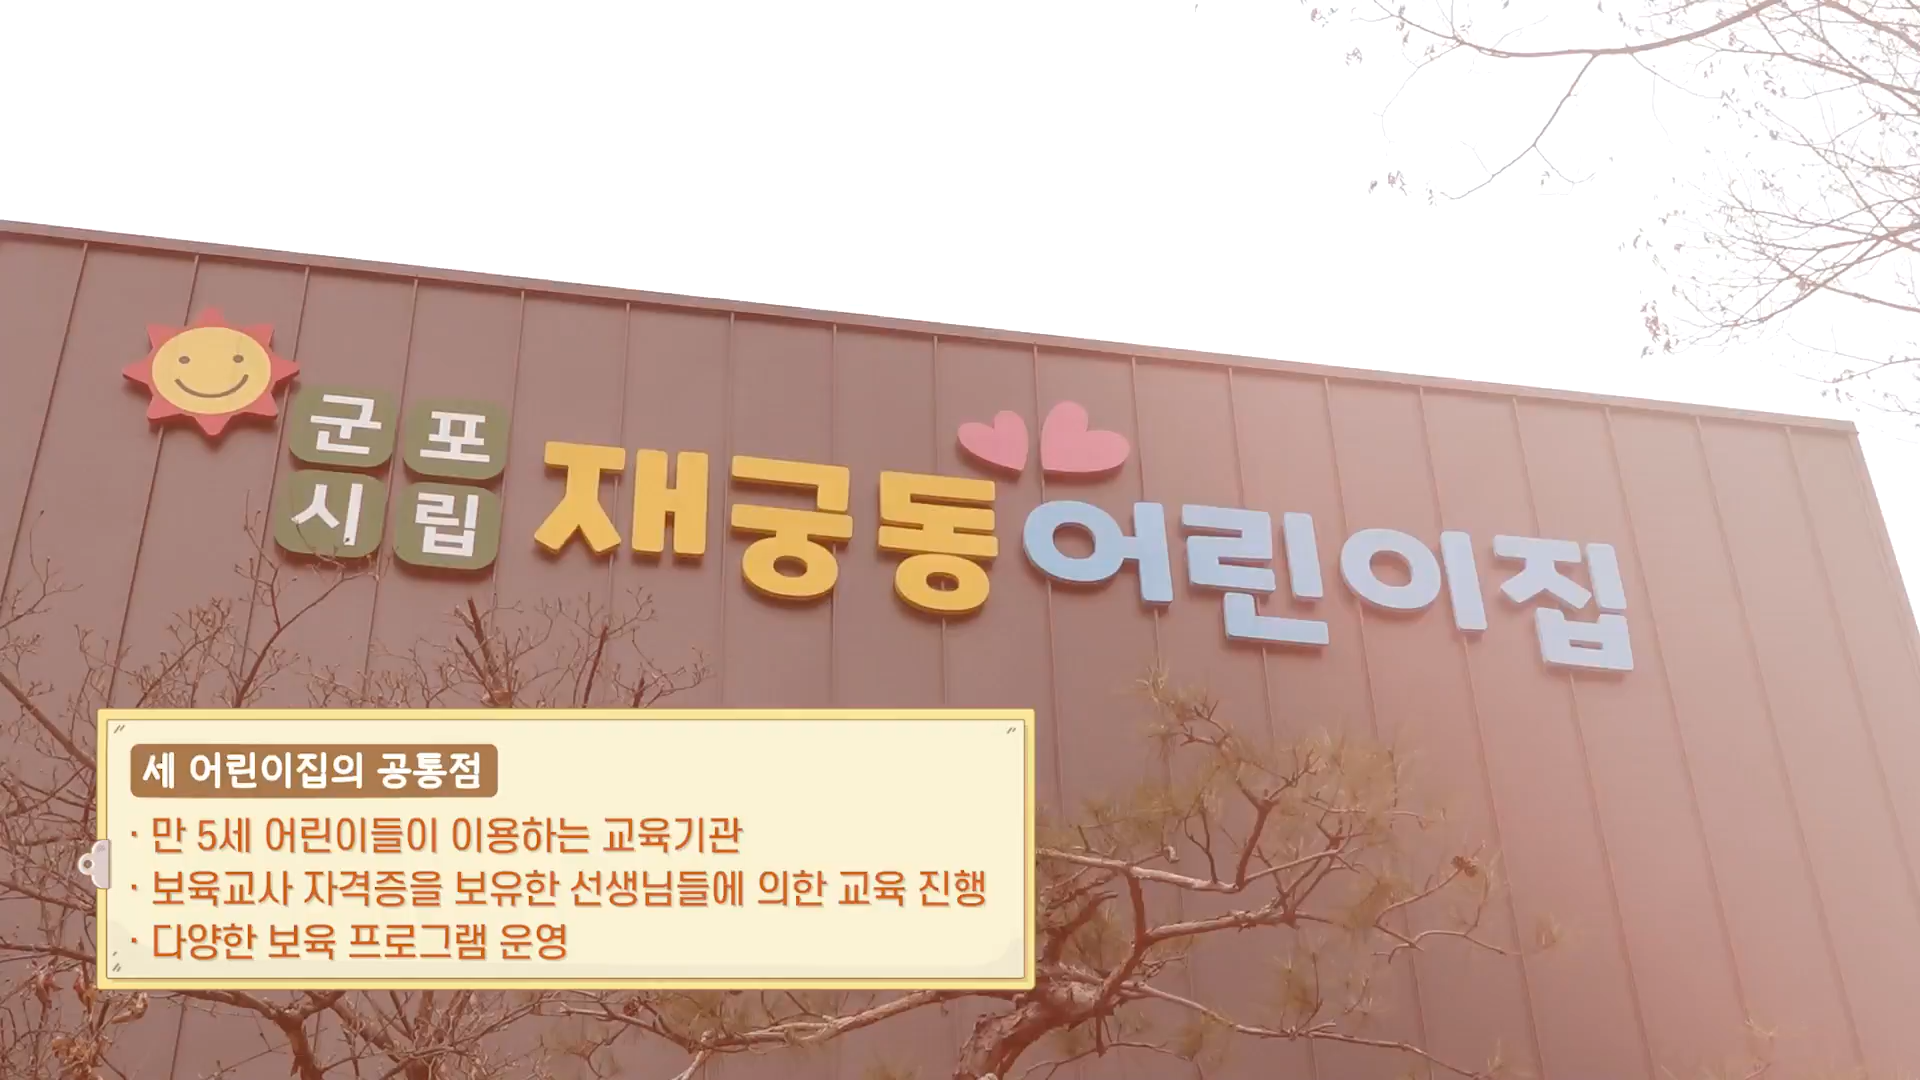 군포
시립
재궁동어린이집
세 어린이집의 공통점
· 만 5세 어린이들이 이용하는 교육기관
· 보육교사 자격증을 보유한 선생님들에 의한 교육 진행
· 다양한 보육 프로그램 운영